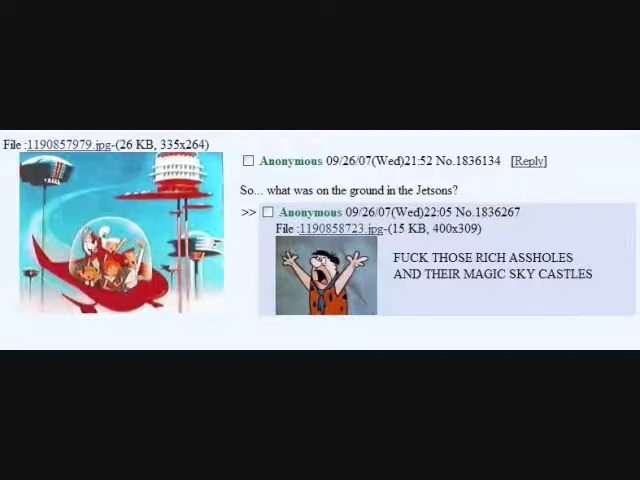 File :1190857979.jpg-(26 KB, 335x264)
Anonymous 09/26/07(Wed)21:52 No.1836134 [Reply]
So... what was on the ground in the Jetsons?
>> Anonymous 09/26/07(Wed)22:05 No.1836267
File :1190858723.jpg-(15 KB, 400x309)
FUCK THOSE RICH ASSHOLES
AND THEIR MAGIC SKY CASTLES